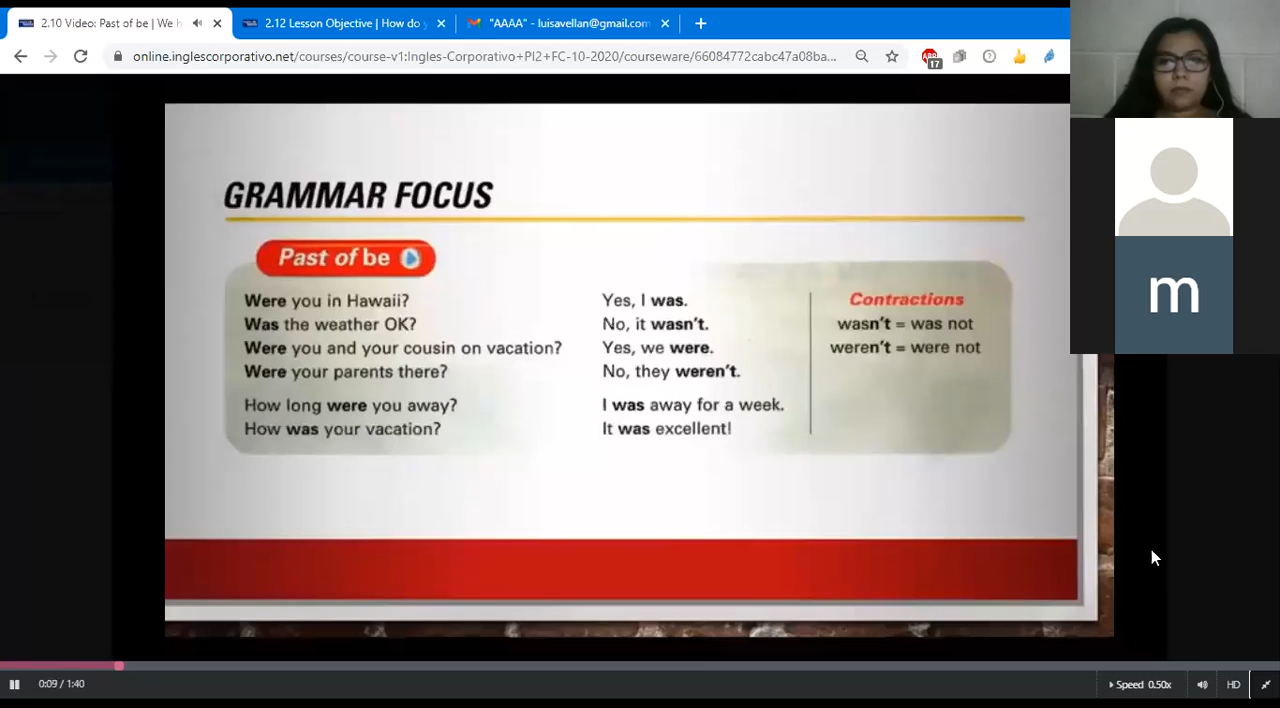 2.10 Video: Past of be | We h
2.12 Lesson Objective | How do y
"AAAA" - luisavellan@gmail.com
online.inglescorporativo.net/courses/course-v1:Ingles-Corporativo+PI2+FC-10-2020/courseware/66084772cabc47a08ba...
ABP
17
GRAMMAR FOCUS
Past of be
Were you in Hawaii? Yes, I was.
Was the weather OK? No, it wasn't.
Were you and your cousin on vacation? Yes, we were.
Were your parents there? No, they weren't.
How long were you away? I was away for a week.
How was your vacation? It was excellent!
Contractions
wasn't = was not
weren't = were not
m
0:09 / 1:40
Speed 0.50x
HD